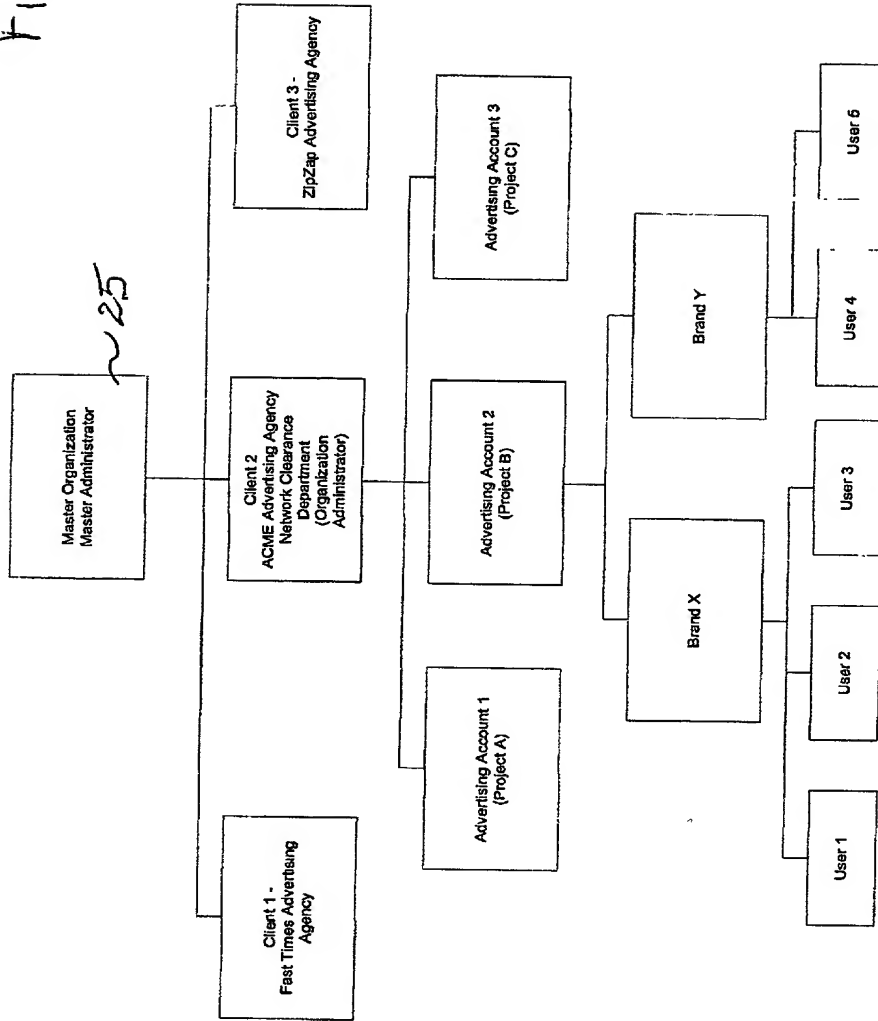 ~ 25
Master Organization
Master Administrator
Client 1 -
Fast Times Advertising
Agency
Client 2
ACME Advertising Agency
Network Clearance
Department
(Organization
Administrator)
Client 3 -
ZipZap Advertising Agency
Advertising Account 1
(Project A)
Advertising Account 2
(Project B)
Advertising Account 3
(Project C)
Brand X
Brand Y
User 1
User 2
User 3
User 4
User 5